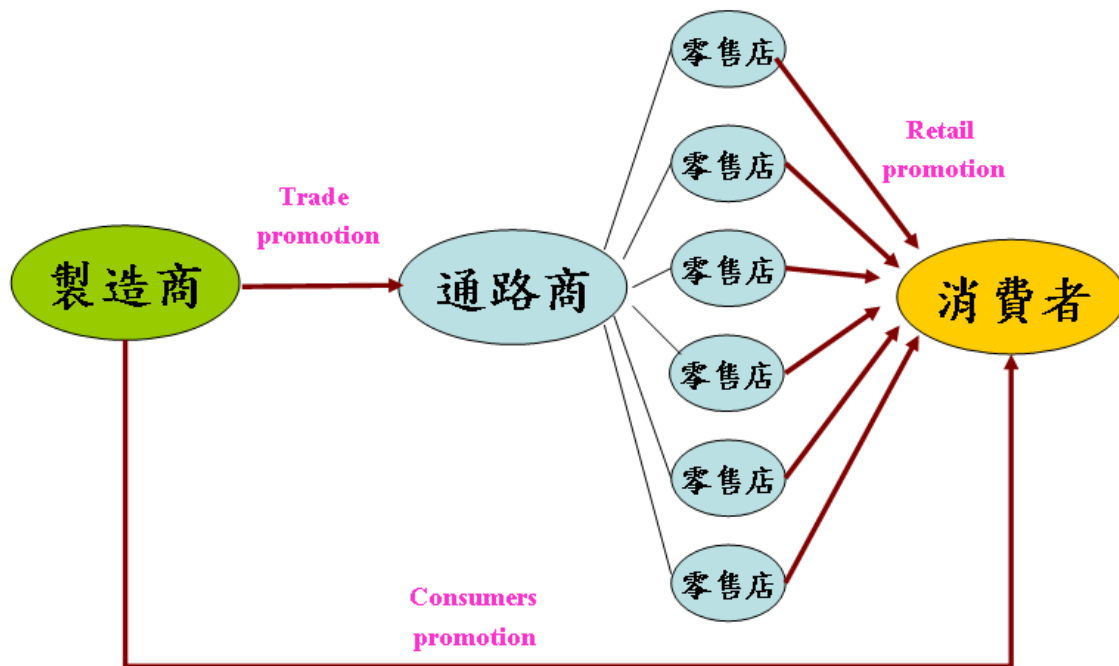 零售店
Retail
promotion
零售店
Trade
promotion
製造商
通路商
零售店
消費者
零售店
零售店
零售店
Consumers
promotion